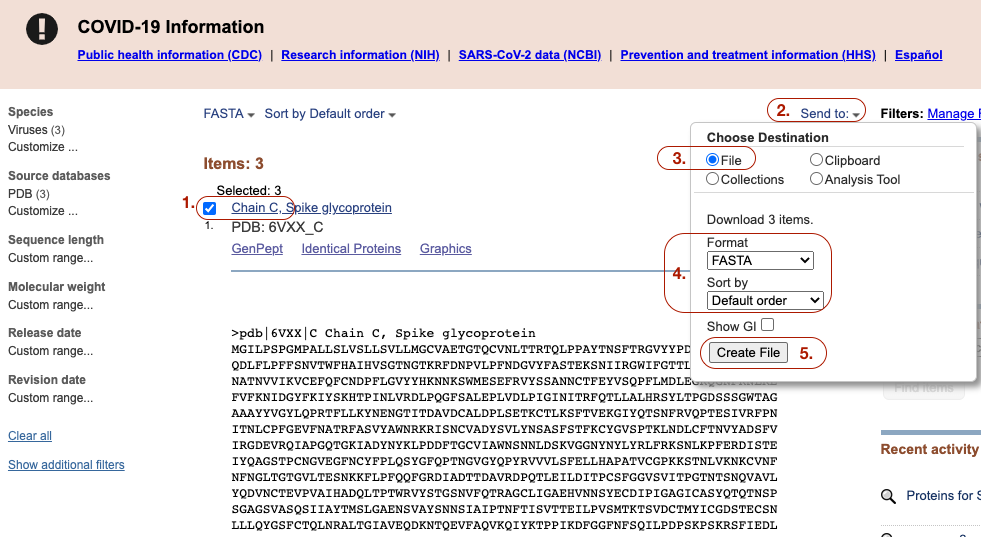 COVID-19 Information
Public health information (CDC) | Research information (NIH) | SARS-CoV-2 data (NCBI) | Prevention and treatment information (HHS) | Español
Species
Viruses (3)
Customize ...
Source databases
PDB (3)
Customize ...
Sequence length
Custom range...
Molecular weight
Custom range...
Release date
Custom range...
Revision date
Custom range...
Clear all
Show additional filters
FASTA Sort by Default order
2. Send to:
Filters: Manage
Items: 3
Selected: 3
1. Chain C, Spike glycoprotein
1. PDB: 6VXX_C
GenPept Identical Proteins Graphics
Choose Destination
3. File Clipboard
Collections Analysis Tool
Download 3 items.
Format
4. FASTA
Sort by
Default order
Show GI
Create File 5.
>pdb|6VXX|C Chain C, Spike glycoprotein
MGILPSPGMPALLSLVSLLSVLLMGCVAETGTQCVNLTTRTQLPPAYTNSFTRGVYYPD
QDLFLPFFSNVTWFHAIHVSGTNGTKRFDNPVLPFNDGVYFASTEKSNIIRGWIFGTTL
NATNVVIKVCEFQFCNDPFLGVYYHKNNKSWMESEFRVYSSANNCTFEYVSQPFLMDLE
FVFKNIDGYFKIYSKHTPINLVRDLPQGFSALEPLVDLPIGINITRFQTLLALHRSYLTPGDSSSGWTAG
AAAYYVGYLQPRTFLLKYNENGTITDAVDCALDPLSETKCTLKSFTVEKGIYQTSNFRVQPTESIVRFPN
ITNLCPFGEVFNATRFASVYAWNRKRISNCVADYSVLYNSASFSTFKCYGVSPTKLNDLCFTNVYADSFV
IRGDEVRQIAPGQTGKIADYNYKLPDDFTGCVIAWNSNNLDSKVGGNYNYLYRLFRKSNLKPFERDISTE
IYQAGSTPCNGVEGFNCYFPLQSYGFQPTNGVGYQPYRVVVLSFELLHAPATVCGPKKSTNLVKNKCVNF
NFNGLTGTGVLTESNKKFLPFQQFGRDIADTTDAVRDPQTLEILDITPCSFGGVSVITPGTNTSNQVAVL
YQDVNCTEVPVAIHADQLTPTWRVYSTGSNVFQTRAGCLIGAEHVNNSYECDIPIGAGICASYQTQTNSP
SGAGSVASQSIIAYTMSLGAENSVAYSNNSIAIPTNFTISVTTEILPVSMTKTSVDCTMYICGDSTECSN
LLLQYGSFCTQLNRALTGIAVEQDKNTQEVFAQVKQIYKTPPIKDFGGFNFSQILPDPSKPSKRSFIEDL
Find items
Recent activity
Proteins for